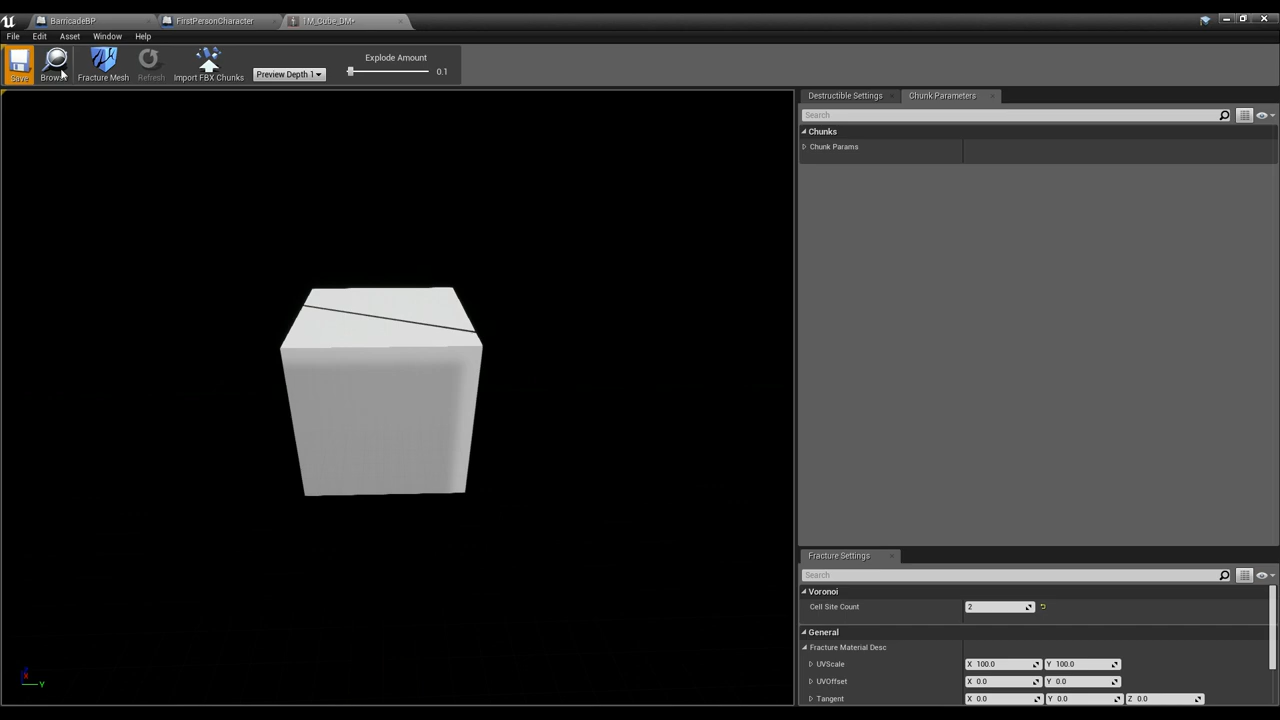 BarricadeBP
FirstPersonCharacter
TM_Cube_DM*
File Edit Asset Window Help
Save
Browse
Fracture Mesh
Refresh
Import FBX Chunks
Preview Depth 1
Explode Amount
0.1
Destructible Settings
Chunk Parameters
Search
Chunks
Chunk Params
Fracture Settings
Search
Voronoi
Cell Site Count 2
General
Fracture Material Desc
UVScale X 100.0 Y 100.0
UVOffset X 0.0 Y 0.0
Tangent X 0.0 Y 0.0 Z 0.0
X
Y